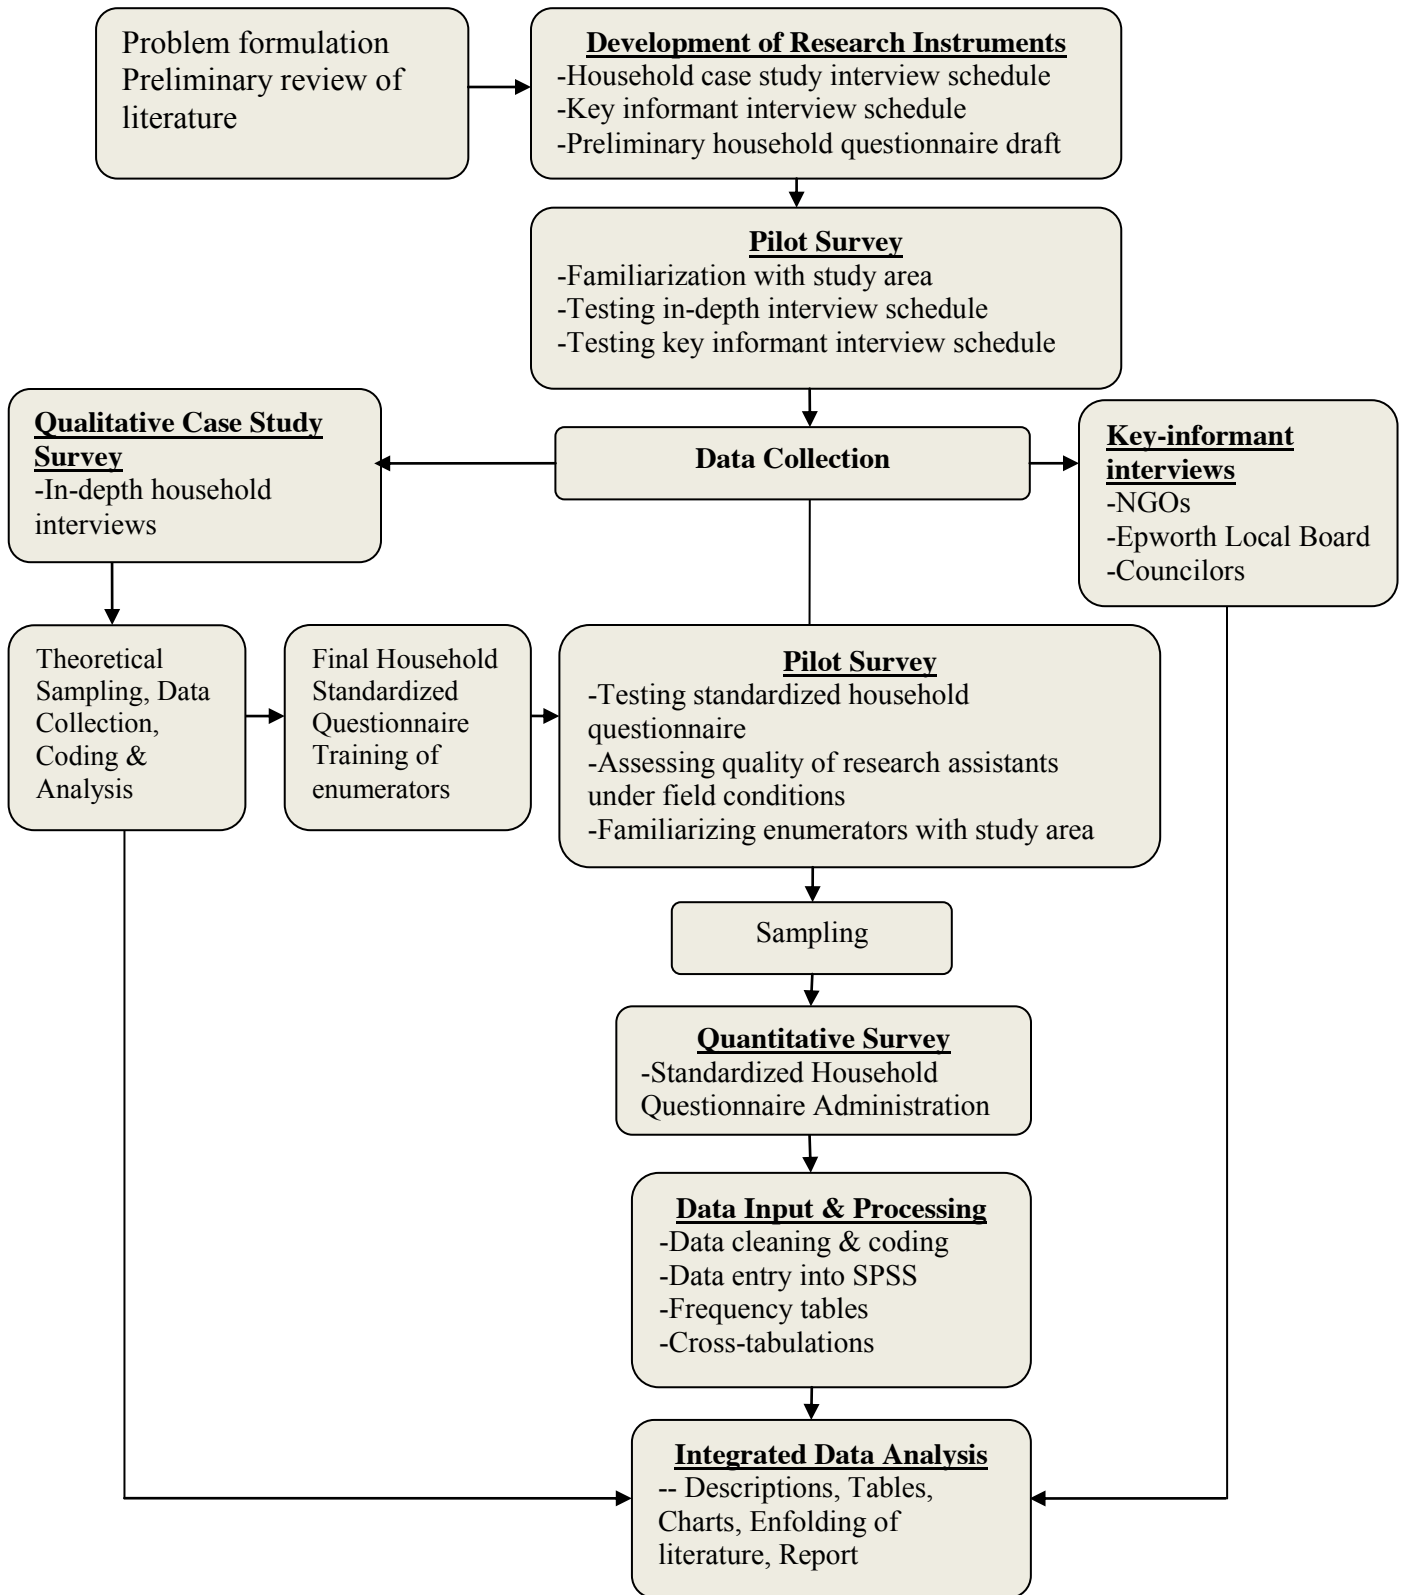 Problem formulation
Preliminary review of
literature
Development of Research Instruments
-Household case study interview schedule
-Key informant interview schedule
-Preliminary household questionnaire draft
Pilot Survey
-Familiarization with study area
-Testing in-depth interview schedule
-Testing key informant interview schedule
Data Collection
Qualitative Case Study
Survey
-In-depth household
interviews
Key-informant
interviews
-NGOs
-Epworth Local Board
-Councilors
Theoretical
Sampling, Data
Collection,
Coding &
Analysis
Final Household
Standardized
Questionnaire
Training of
enumerators
Pilot Survey
-Testing standardized household
questionnaire
-Assessing quality of research assistants
under field conditions
-Familiarizing enumerators with study area
Sampling
Quantitative Survey
-Standardized Household
Questionnaire Administration
Data Input & Processing
-Data cleaning & coding
-Data entry into SPSS
-Frequency tables
-Cross-tabulations
Integrated Data Analysis
-- Descriptions, Tables,
Charts, Enfolding of
literature, Report